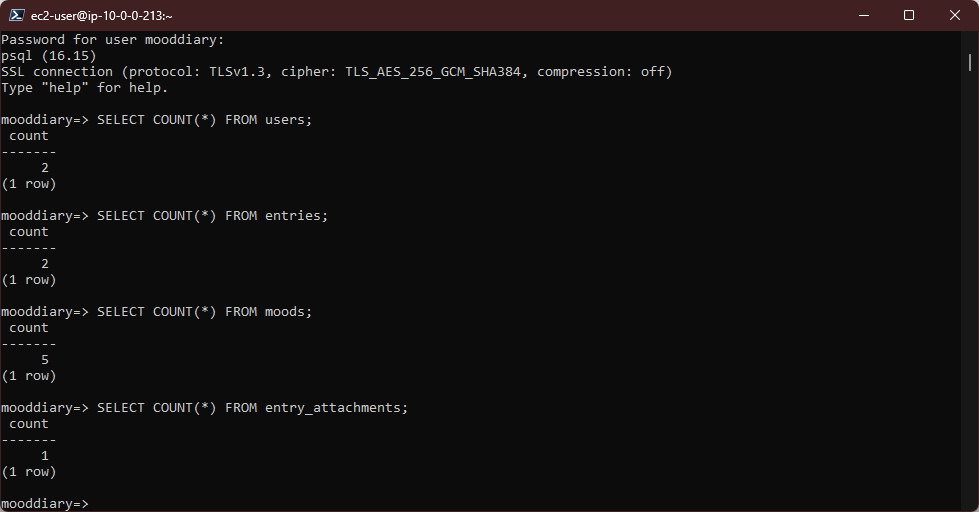 ec2-user@ip-10-0-0-213:~
Password for user mooddiary:
psql (16.15)
SSL connection (protocol: TLSv1.3, cipher: TLS_AES_256_GCM_SHA384, compression: off)
Type "help" for help.
mooddiary=> SELECT COUNT(*) FROM users;
count
-------
2
(1 row)
mooddiary=> SELECT COUNT(*) FROM entries;
count
-------
2
(1 row)
mooddiary=> SELECT COUNT(*) FROM moods;
count
-------
5
(1 row)
mooddiary=> SELECT COUNT(*) FROM entry_attachments;
count
-------
1
(1 row)
mooddiary=>